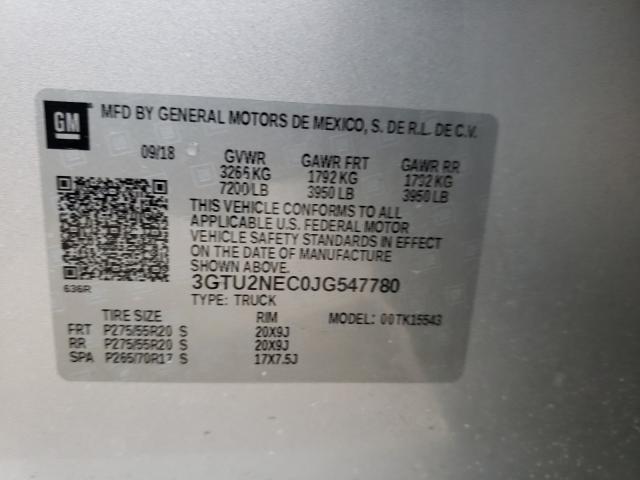 GM
MFD BY GENERAL MOTORS DE MEXICO, S. DE R.L. DE C.V.
09/18 GVWR GAWR FRT GAWR RR
3266 KG 1792 KG 1792 KG
7200 LB 3950 LB 3950 LB
THIS VEHICLE CONFORMS TO ALL
APPLICABLE U.S. FEDERAL MOTOR
VEHICLE SAFETY STANDARDS IN EFFECT
ON THE DATE OF MANUFACTURE
SHOWN ABOVE.
636R 3GTU2NEC0JG547780
TYPE: TRUCK
TIRE SIZE RIM MODEL: 00TK15543
FRT P275/55R20 S 20X9J
RR P275/55R20 S 20X9J
SPA P265/70R17 S 17X7.5J